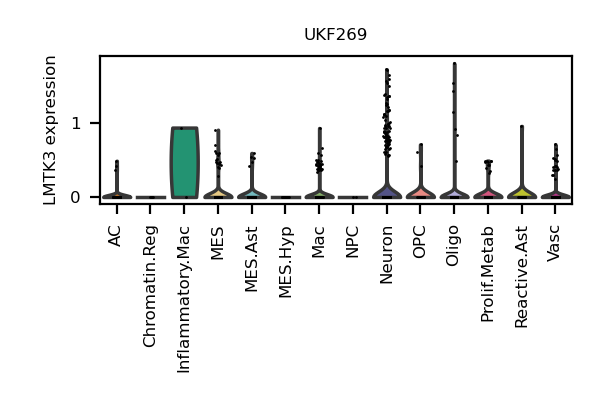 UKF269
LMTK3 expression
1
0
AC
Chromatin.Reg
Inflammatory.Mac
MES
MES.Ast
MES.Hyp
Mac
NPC
Neuron
OPC
Oligo
Prolif.Metab
Reactive.Ast
Vasc